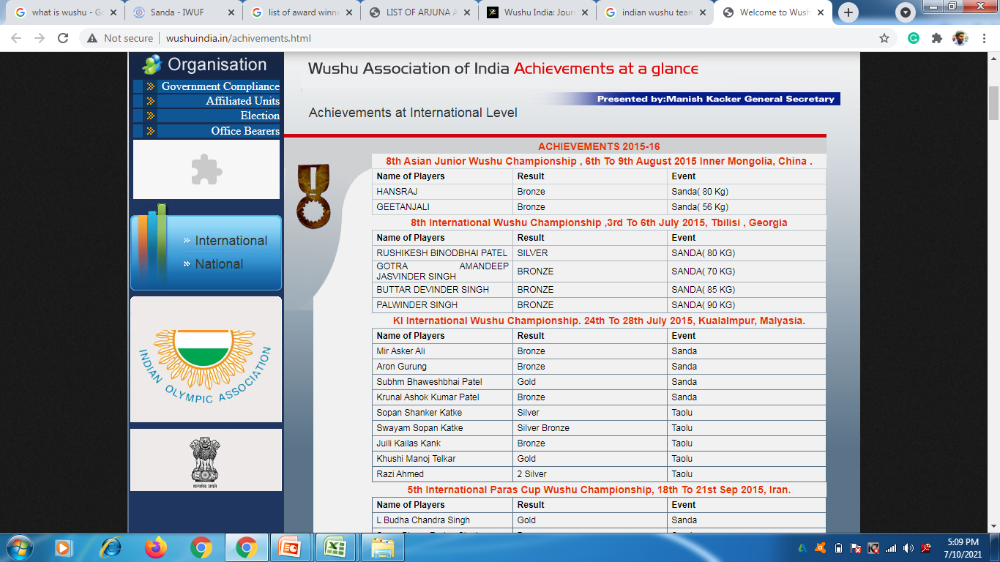 what is wushu - Go
Sanda - IWUF
list of award winne
LIST OF ARJUNA A
Wushu India: Jour
indian wushu team
Welcome to Wush
Not secure | wushuindia.in/achivements.html
Organisation
Government Compliance
Affiliated Units
Election
Office Bearers
International
National
INDIAN OLYMPIC ASSOCIATION
सत्यमेव जयते
Wushu Association of India Achievements at a glance
Presented by:Manish Kacker General Secretary
Achievements at International Level
ACHIEVEMENTS 2015-16
8th Asian Junior Wushu Championship , 6th To 9th August 2015 Inner Mongolia, China .
Name of Players Result Event
HANSRAJ Bronze Sanda( 80 Kg)
GEETANJALI Bronze Sanda( 56 Kg)
8th International Wushu Championship ,3rd To 6th July 2015, Tbilisi , Georgia
Name of Players Result Event
RUSHIKESH BINODBHAI PATEL SILVER SANDA( 80 KG)
GOTRA AMANDEEP
JASVINDER SINGH BRONZE SANDA( 70 KG)
BUTTAR DEVINDER SINGH BRONZE SANDA( 85 KG)
PALWINDER SINGH BRONZE SANDA( 90 KG)
KI International Wushu Championship. 24th To 28th July 2015, Kualalmpur, Malyasia.
Name of Players Result Event
Mir Asker Ali Bronze Sanda
Aron Gurung Bronze Sanda
Subhm Bhaweshbhai Patel Gold Sanda
Krunal Ashok Kumar Patel Bronze Sanda
Sopan Shanker Katke Silver Taolu
Swayam Sopan Katke Silver Bronze Taolu
Juili Kailas Kank Bronze Taolu
Khushi Manoj Telkar Gold Taolu
Razi Ahmed 2 Silver Taolu
5th International Paras Cup Wushu Championship, 18th To 21st Sep 2015, Iran.
Name of Players Result Event
L Budha Chandra Singh Gold Sanda
5:09 PM
7/10/2021